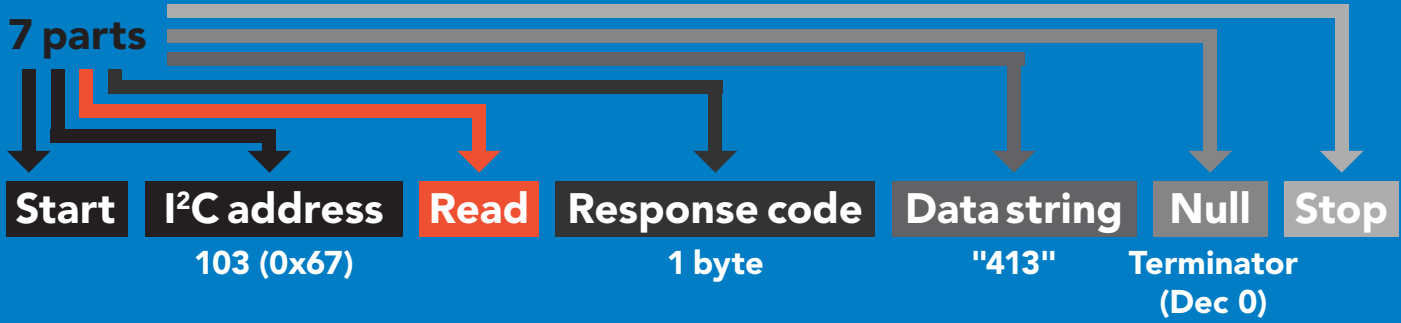 7 parts
Start I²C address Read Response code Data string Null Stop
103 (0x67) 1 byte "413" Terminator
(Dec 0)